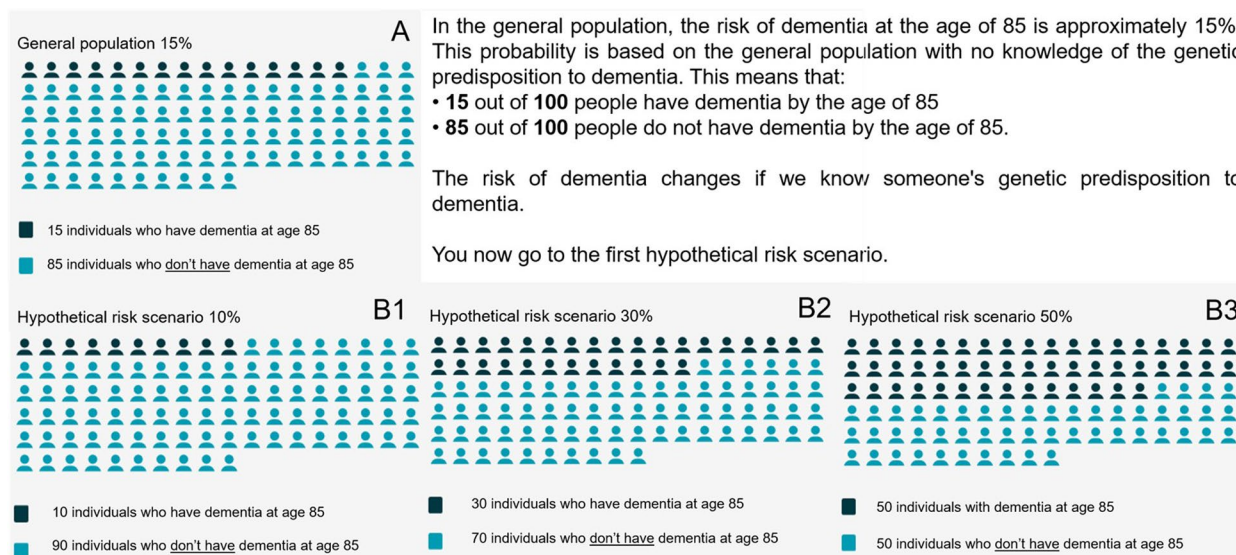 A
General population 15%
15 individuals who have dementia at age 85
85 individuals who don't have dementia at age 85
In the general population, the risk of dementia at the age of 85 is approximately 15%
This probability is based on the general population with no knowledge of the genetic
predisposition to dementia. This means that:
• 15 out of 100 people have dementia by the age of 85
• 85 out of 100 people do not have dementia by the age of 85.
The risk of dementia changes if we know someone's genetic predisposition to
dementia.
You now go to the first hypothetical risk scenario.
B1
Hypothetical risk scenario 10%
10 individuals who have dementia at age 85
90 individuals who don't have dementia at age 85
B2
Hypothetical risk scenario 30%
30 individuals who have dementia at age 85
70 individuals who don't have dementia at age 85
B3
Hypothetical risk scenario 50%
50 individuals with dementia at age 85
50 individuals who don't have dementia at age 85